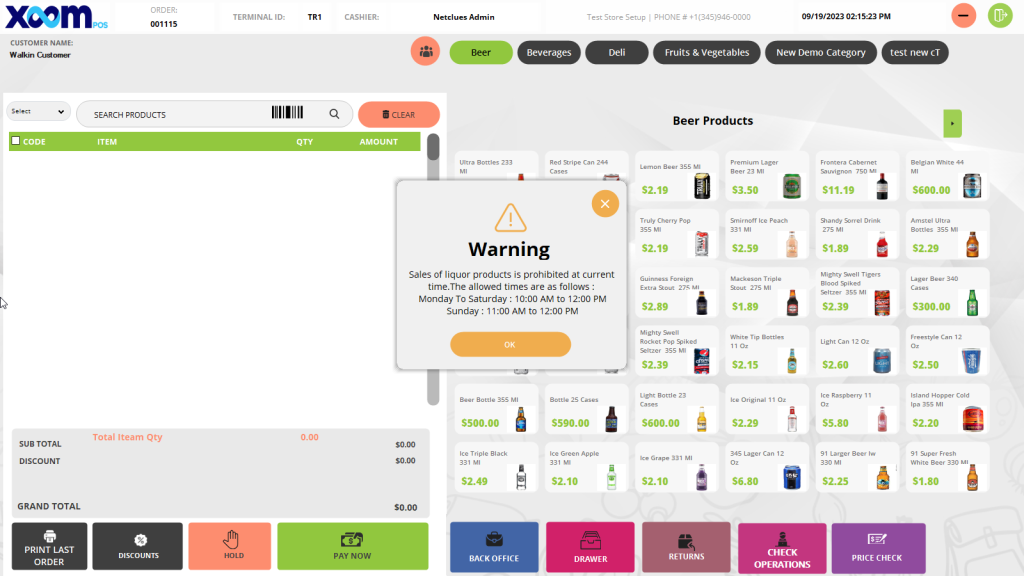 xoom POS
ORDER:
001115
TERMINAL ID: TR1
CASHIER: Netclues Admin
Test Store Setup | PHONE # +1(345)946-0000
09/19/2023 02:15:23 PM
CUSTOMER NAME:
Walkin Customer
Beer
Beverages
Deli
Fruits & Vegetables
New Demo Category
test new cT
Select
SEARCH PRODUCTS
CLEAR
CODE ITEM QTY AMOUNT
Beer Products
Ultra Bottles 233
Ml
Red Stripe Can 244
Cases
Lemon Beer 355 Ml
$2.19
Premium Lager
Beer 23 Ml
$3.50
Frontera Cabernet
Sauvignon 750 Ml
$11.19
Belgian White 44
Ml
$600.00
Truly Cherry Pop
355 Ml
$2.19
Smirnoff Ice Peach
331 Ml
$2.59
Shandy Sorrel Drink
275 Ml
$1.89
Amstel Ultra
Bottles 355 Ml
$2.29
Guinness Foreign
Extra Stout 275 Ml
$2.89
Mackeson Triple
Stout 275 Ml
$1.89
Mighty Swell Tigers
Blood Spiked
Seltzer 355 Ml
$2.39
Lager Beer 340
Cases
$300.00
Mighty Swell
Rocket Pop Spiked
Seltzer 355 Ml
$2.39
White Tip Bottles
11 Oz
$2.15
Light Can 12 Oz
$2.60
Freestyle Can 12
Oz
$2.50
Beer Bottle 355 Ml
$500.00
Bottle 25 Cases
$590.00
Light Bottle 23
Cases
$600.00
Ice Original 11 Oz
$2.29
Ice Raspberry 11
Oz
$5.80
Island Hopper Cold
Ipa 355 Ml
$2.20
Ice Triple Black
331 Ml
$2.49
Ice Green Apple
331 Ml
$2.10
Ice Grape 331 Ml
$2.10
345 Lager Can 12
Oz
$6.80
91 Larger Beer Iw
330 Ml
$2.25
91 Super Fresh
White Beer 330 Ml
$1.80
Warning
Sales of liquor products is prohibited at current
time.The allowed times are as follows :
Monday To Saturday : 10:00 AM to 12:00 PM
Sunday : 11:00 AM to 12:00 PM
OK
SUB TOTAL Total Iteam Qty 0.00 $0.00
DISCOUNT $0.00
GRAND TOTAL $0.00
PRINT LAST
ORDER
DISCOUNTS
HOLD
PAY NOW
BACK OFFICE
DRAWER
RETURNS
CHECK
OPERATIONS
PRICE CHECK